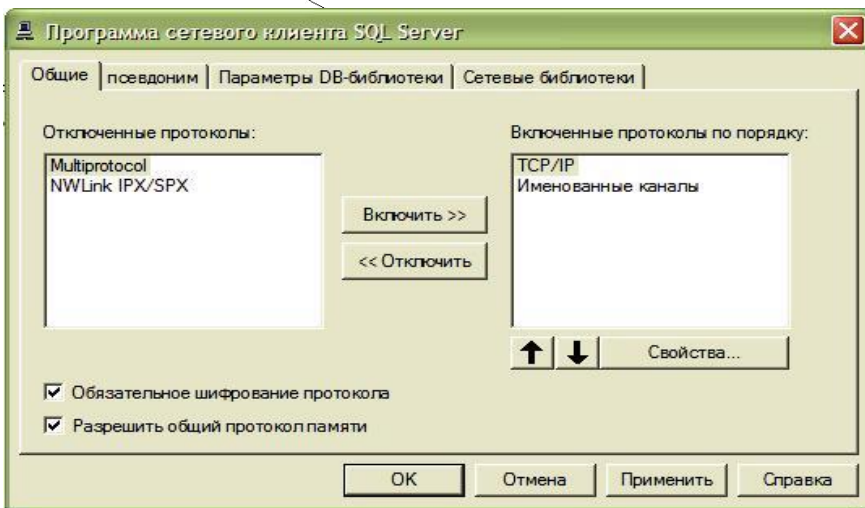 Программа сетевого клиента SQL Server
Общие псевдоним Параметры DB-библиотеки Сетевые библиотеки
Отключенные протоколы:
Multiprotocol
NWLink IPX/SPX
Включить >>
<< Отключить
Включенные протоколы по порядку:
TCP/IP
Именованные каналы
Свойства...
Обязательное шифрование протокола
Разрешить общий протокол памяти
OK Отмена Применить Справка